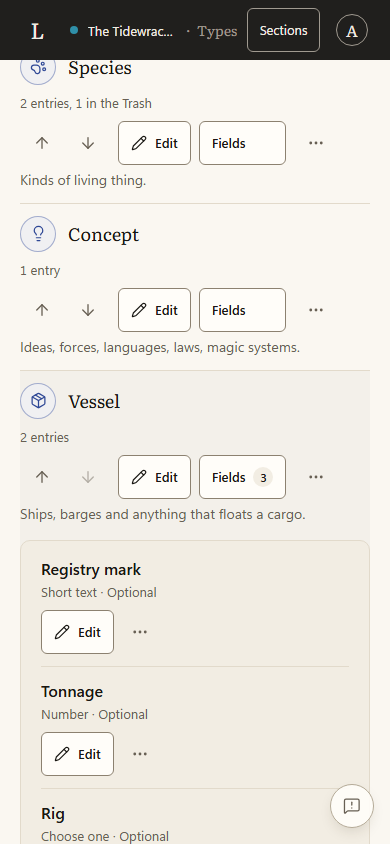 L
The Tidewrac... · Types
Sections
A
Species
2 entries, 1 in the Trash
Edit
Fields
Kinds of living thing.
Concept
1 entry
Edit
Fields
Ideas, forces, languages, laws, magic systems.
Vessel
2 entries
Edit
Fields 3
Ships, barges and anything that floats a cargo.
Registry mark
Short text · Optional
Edit
Tonnage
Number · Optional
Edit
Rig
Choose one · Optional